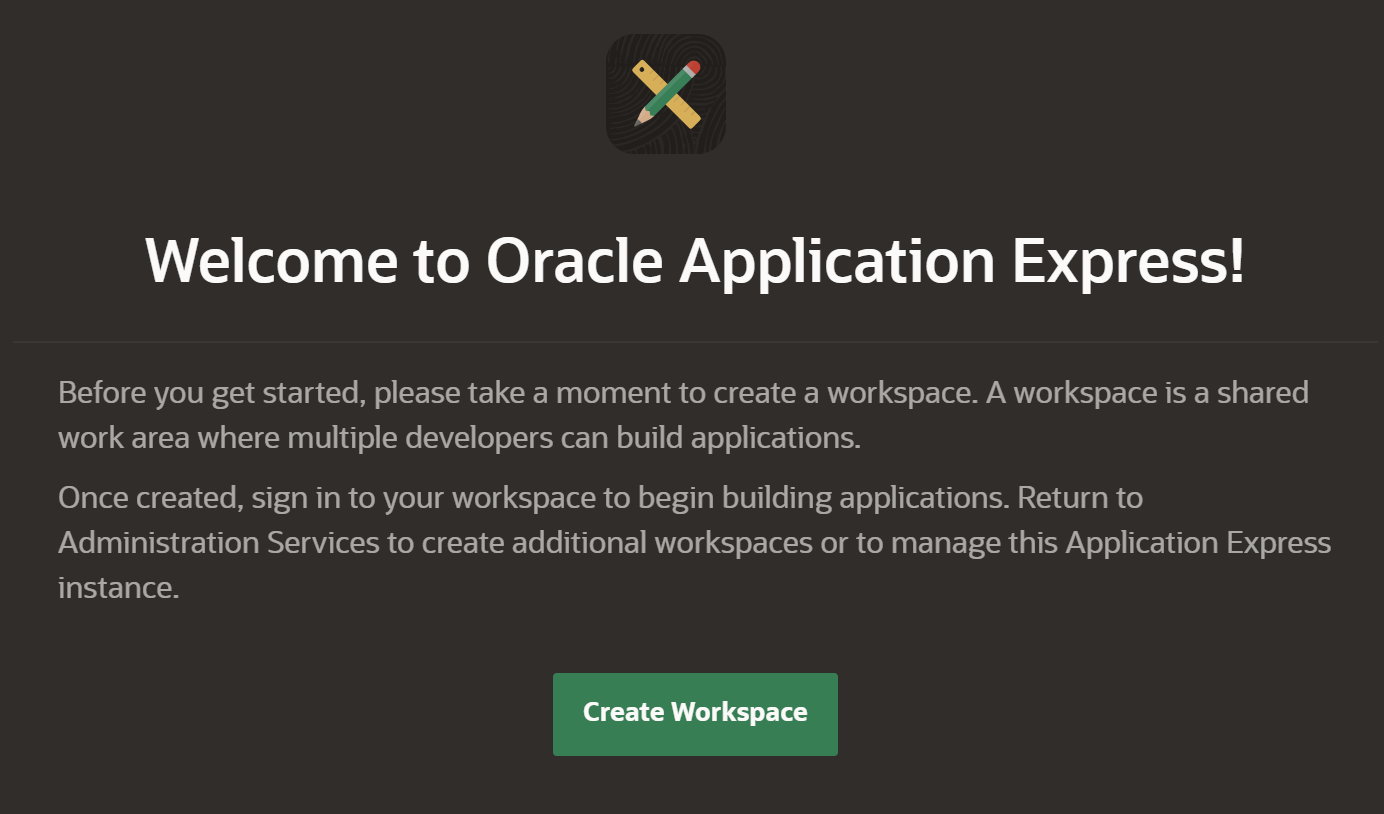 Welcome to Oracle Application Express!
Before you get started, please take a moment to create a workspace. A workspace is a shared
work area where multiple developers can build applications.
Once created, sign in to your workspace to begin building applications. Return to
Administration Services to create additional workspaces or to manage this Application Express
instance.
Create Workspace